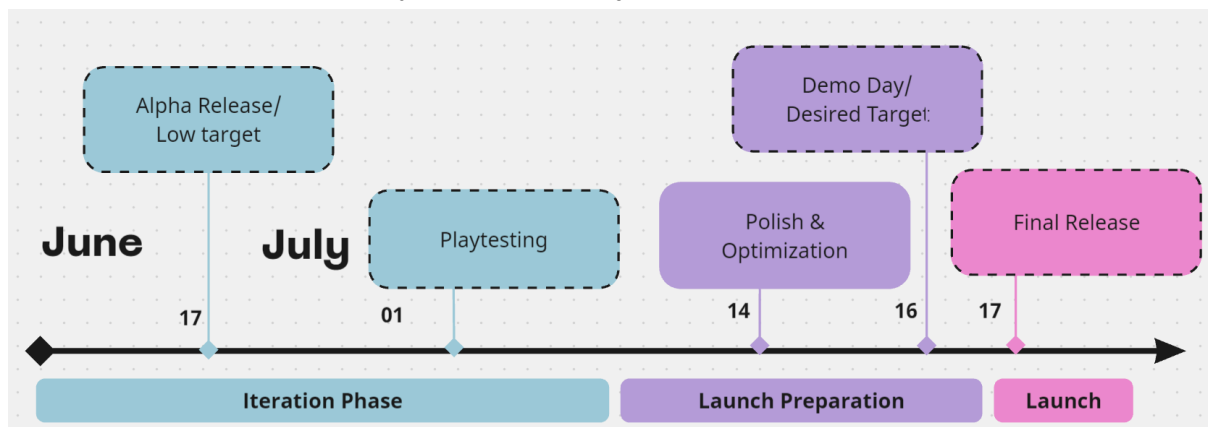 Alpha Release/
Low target
Demo Day/
Desired Target
Polish &
Optimization
Final Release
Playtesting
June
July
17
01
14
16
17
Iteration Phase
Launch Preparation
Launch